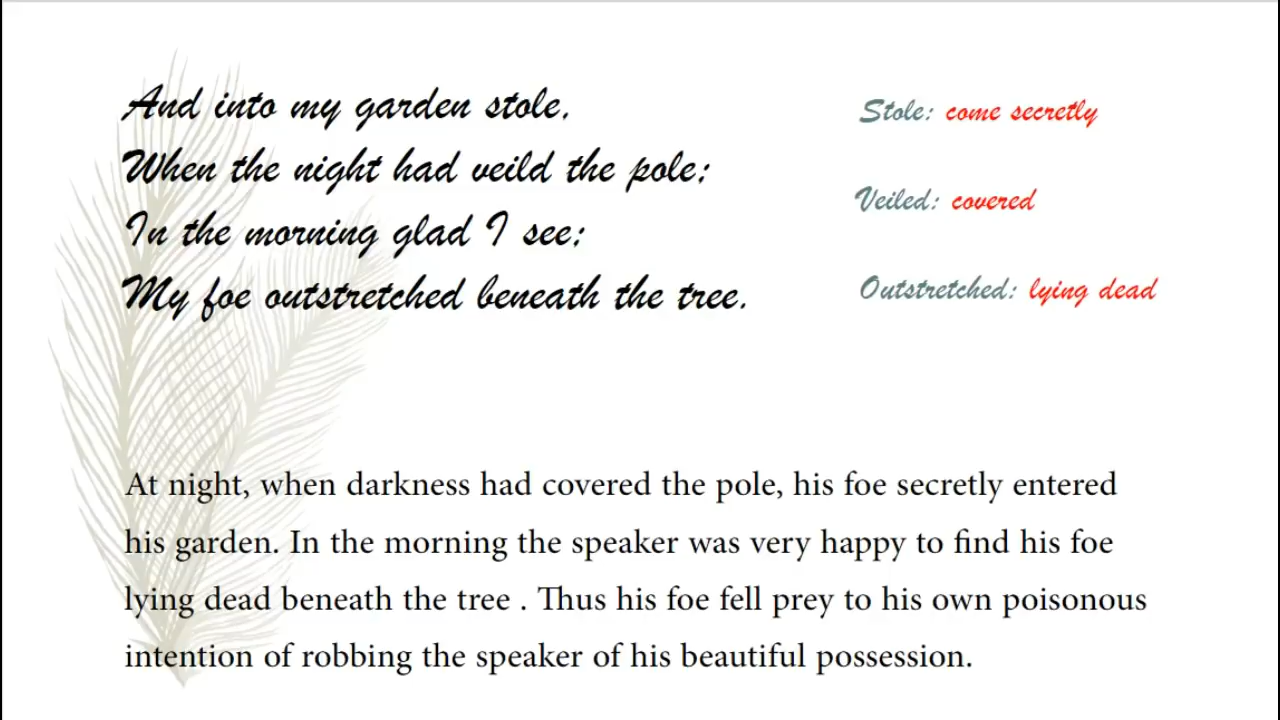 And into my garden stole.
When the night had veild the pole;
In the morning glad I see;
My foe outstretched beneath the tree.
Stole: come secretly
Veiled: covered
Outstretched: lying dead
At night, when darkness had covered the pole, his foe secretly entered
his garden. In the morning the speaker was very happy to find his foe
lying dead beneath the tree . Thus his foe fell prey to his own poisonous
intention of robbing the speaker of his beautiful possession.